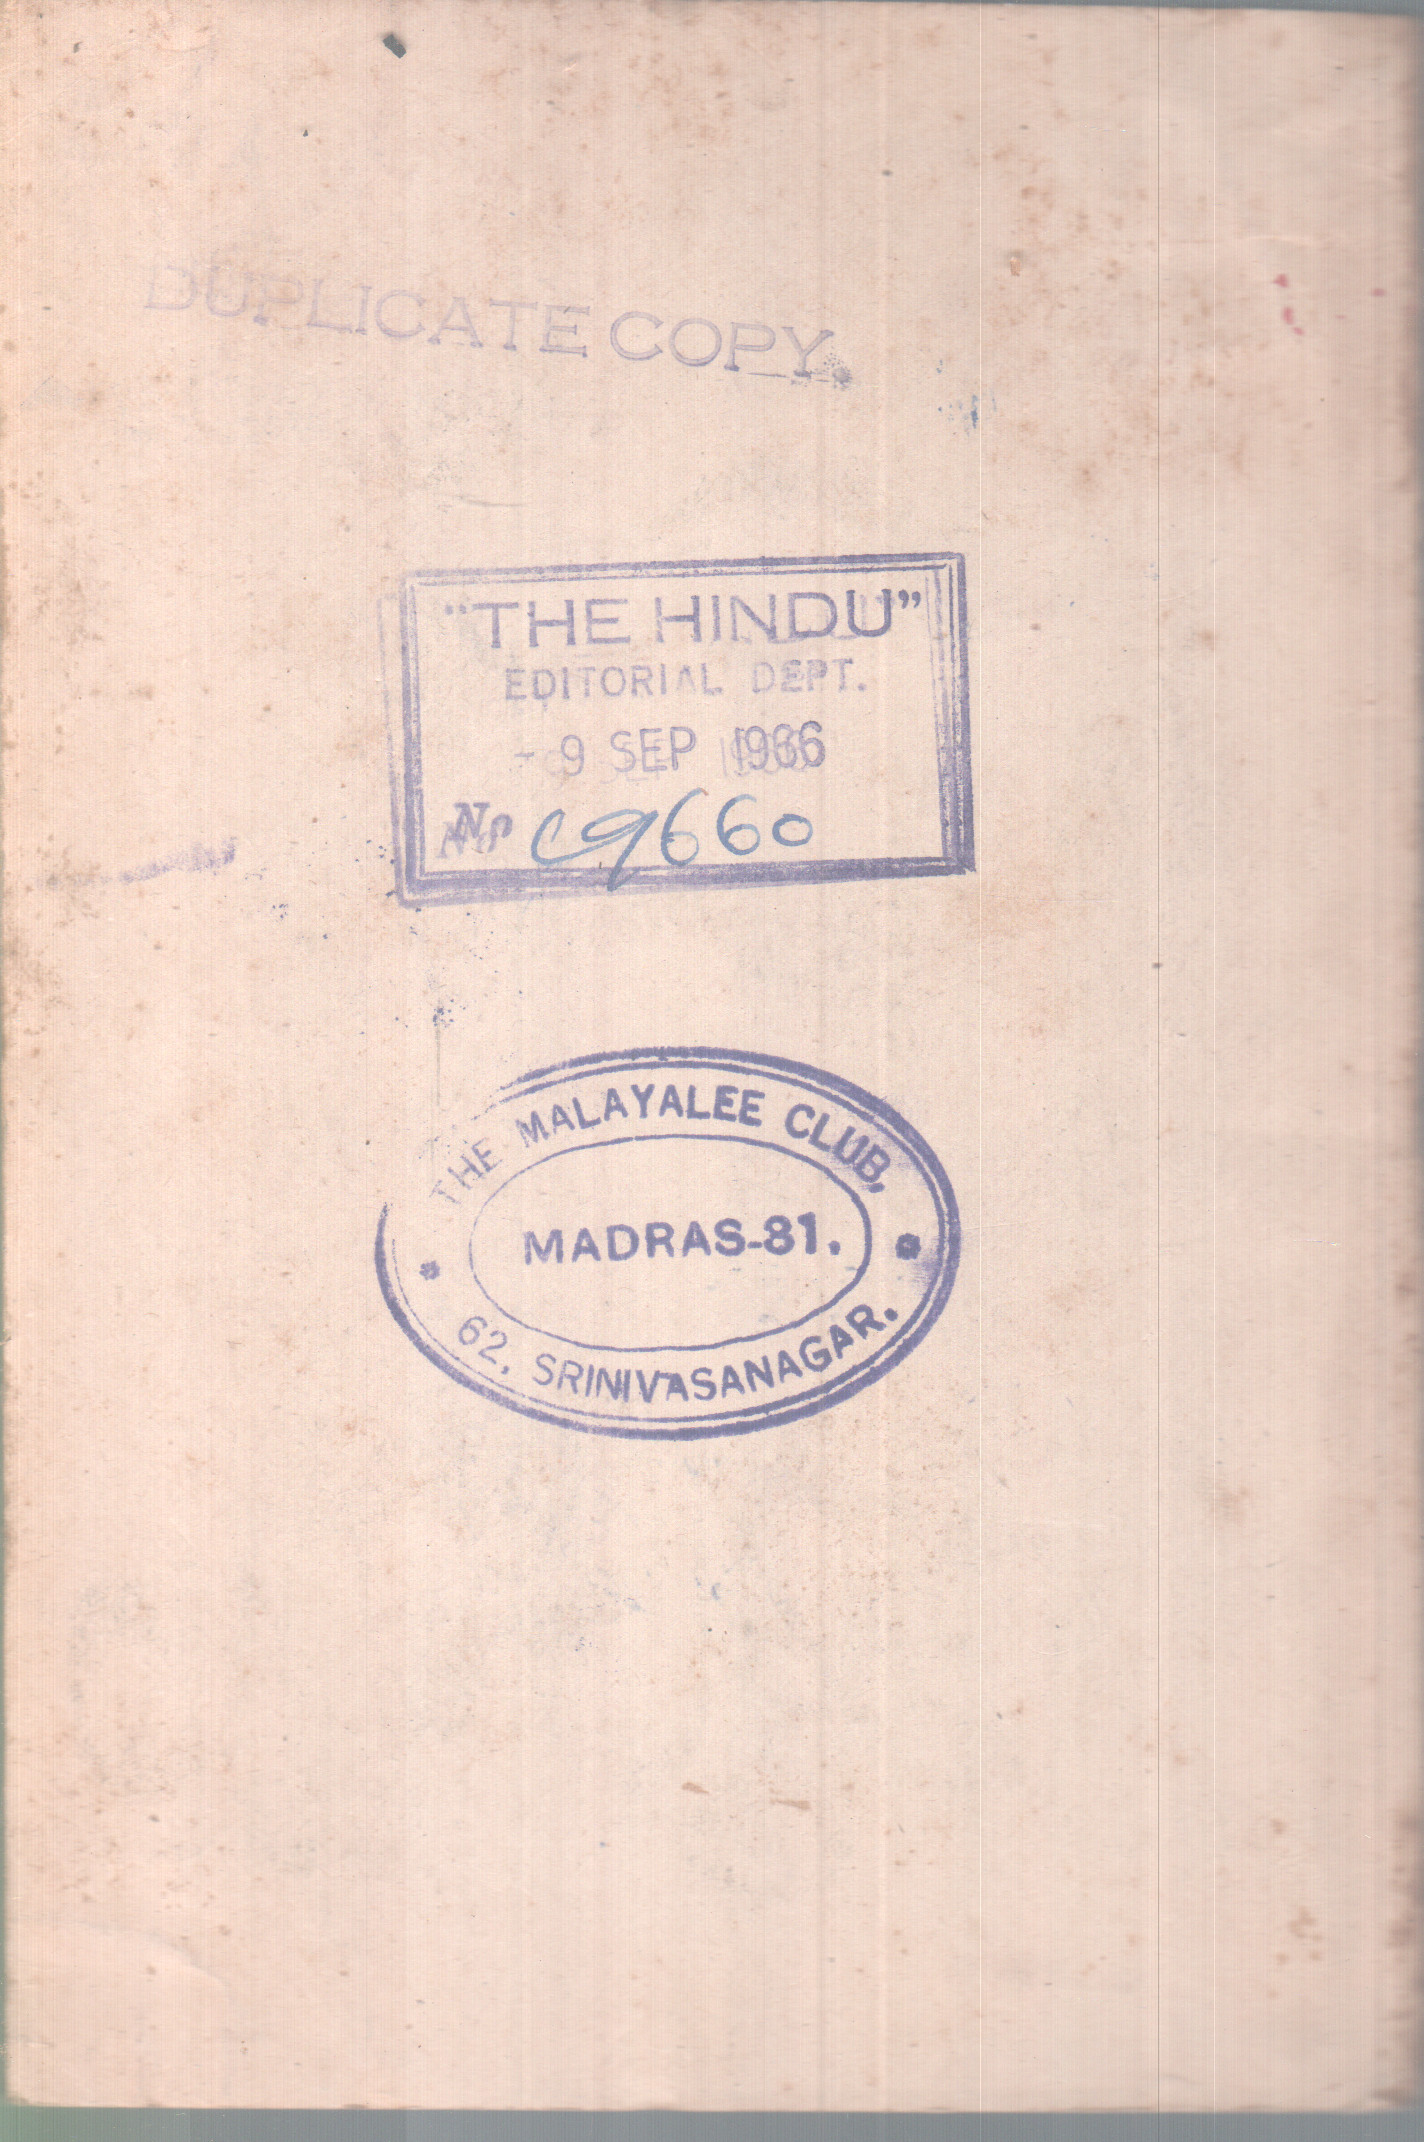 DUPLICATE COPY.
"THE HINDU"
EDITORIAL DEPT.
- 9 SEP 1966
No C9660
THE MALAYALEE CLUB,
MADRAS-81.
62, SRINIVASANAGAR.